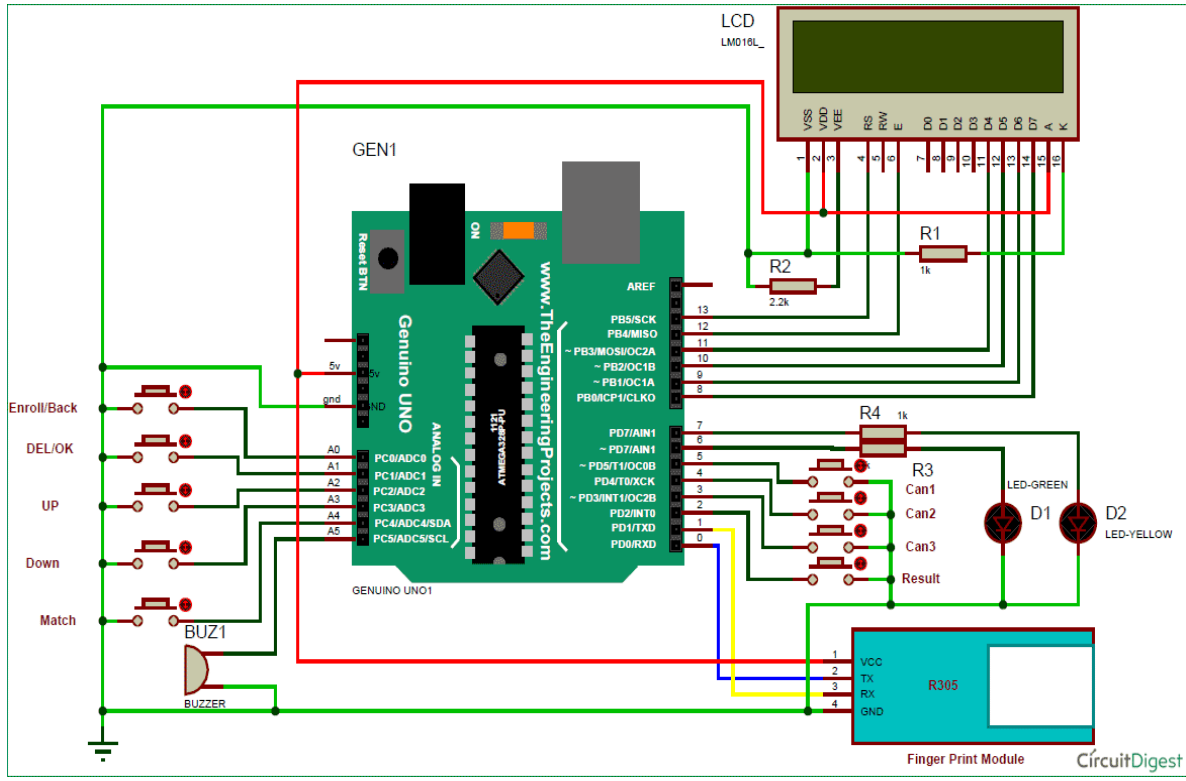 LCD
LM016L_
VSS
VDD
VEE
RS
RW
E
D0
D1
D2
D3
D4
D5
D6
D7
A
K
1
2
3
4
5
6
7
8
9
10
11
12
13
14
15
16
R1
1k
R2
2.2k
GEN1
Reset BTN
ON
Genuino UNO
www.TheEngineeringProjects.com
1121
ATMEGA328P-PU
ANALOG IN
AREF
13
PB5/SCK
12
PB4/MISO
11
~ PB3/MOSI/OC2A
10
~ PB2/OC1B
9
~ PB1/OC1A
8
PB0/ICP1/CLKO
7
PD7/AIN1
6
~ PD7/AIN1
5
~ PD5/T1/OC0B
4
PD4/T0/XCK
3
~ PD3/INT1/OC2B
2
PD2/INT0
1
PD1/TXD
0
PD0/RXD
5v
5v
gnd
GND
A0
PC0/ADC0
A1
PC1/ADC1
A2
PC2/ADC2
A3
PC3/ADC3
A4
PC4/ADC4/SDA
A5
PC5/ADC5/SCL
GENUINO UNO1
Enroll/Back
DEL/OK
UP
Down
Match
BUZ1
BUZZER
R4
1k
R3
k
Can1
Can2
Can3
Result
LED-GREEN
D1
D2
LED-YELLOW
1
VCC
2
TX
3
RX
4
GND
R305
Finger Print Module
CírcuitDigest